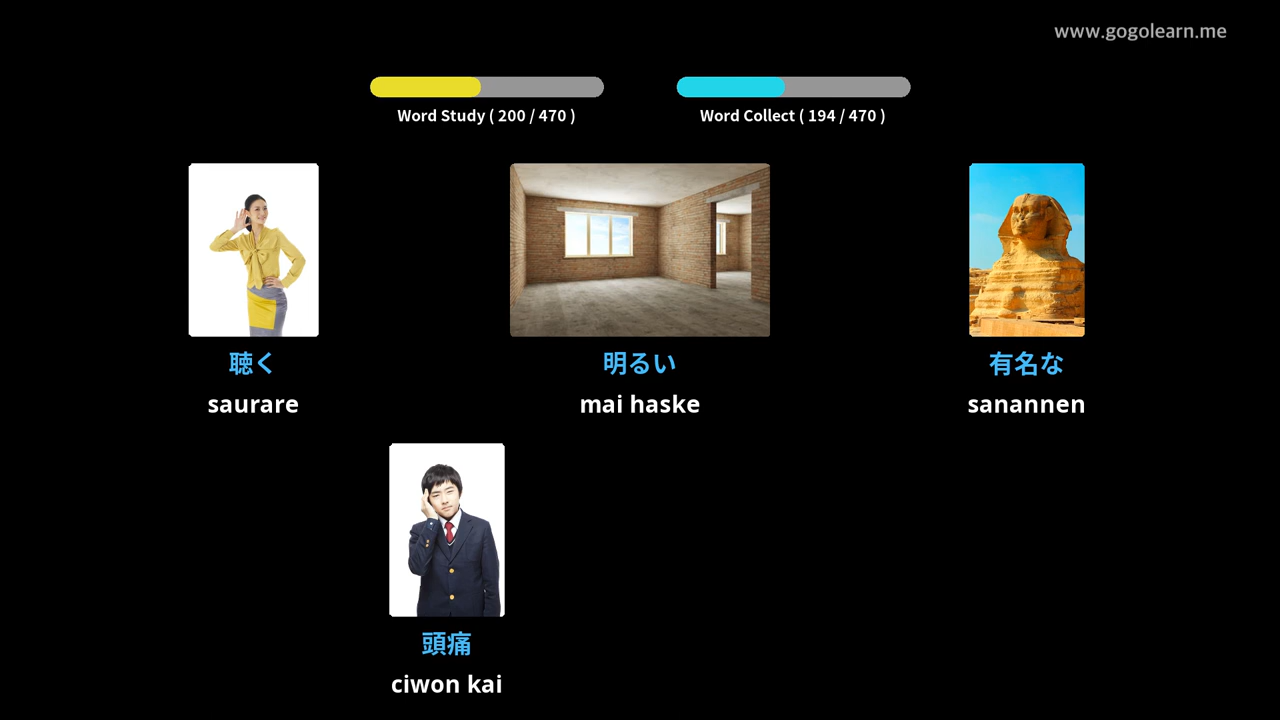 www.gogolearn.me
Word Study ( 200 / 470 )
Word Collect ( 194 / 470 )
聴く
saurare
明るい
mai haske
有名な
sanannen
頭痛
ciwon kai